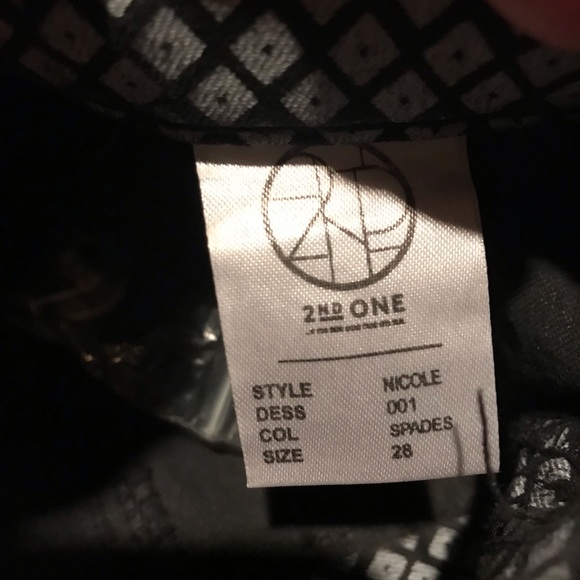 2ND ONE
STYLE NICOLE
DESS 001
COL SPADES
SIZE 28